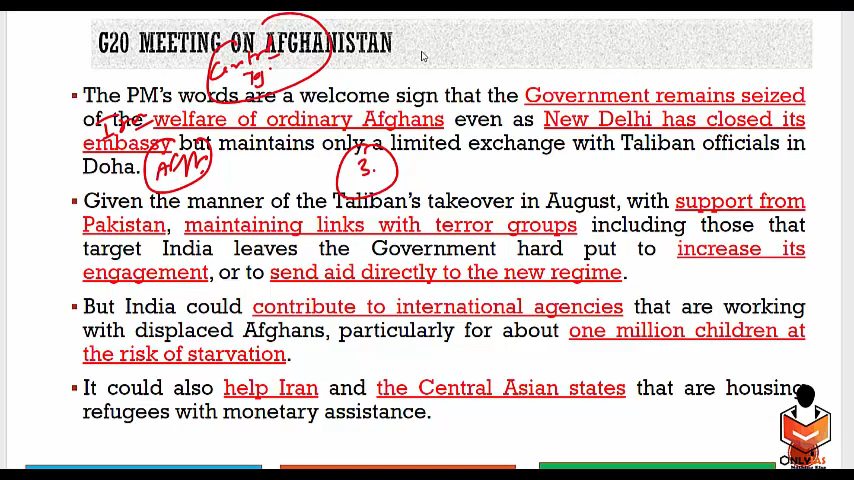 G20 MEETING ON AFGHANISTAN
▪ The PM's words are a welcome sign that the Government remains seized
of the welfare of ordinary Afghans even as New Delhi has closed its
embassy but maintains only a limited exchange with Taliban officials in
Doha.
3.
▪ Given the manner of the Taliban's takeover in August, with support from
Pakistan, maintaining links with terror groups including those that
target India leaves the Government hard put to increase its
engagement, or to send aid directly to the new regime.
▪ But India could contribute to international agencies that are working
with displaced Afghans, particularly for about one million children at
the risk of starvation.
▪ It could also help Iran and the Central Asian states that are housing
refugees with monetary assistance.